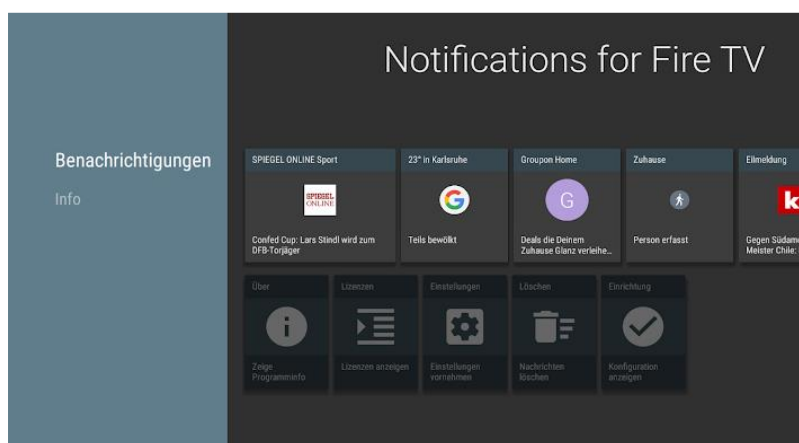 Notifications for Fire TV
Benachrichtigungen
Info
SPIEGEL ONLINE Sport
SPIEGEL
ONLINE
Confed Cup: Lars Stindl wird zum
DFB-Torjäger
23° in Karlsruhe
G
Teils bewölkt
Groupon Home
G
Deals die Deinem
Zuhause Glanz verleihe...
Zuhause
Person erfasst
Eilmeldung
k
Gegen Südame
Meister Chile:
Über
Zeige
Programminfo
Lizenzen
Lizenzen anzeigen
Einstellungen
Einstellungen
vornehmen
Löschen
Nachrichten
löschen
Einrichtung
Konfiguration
anzeigen